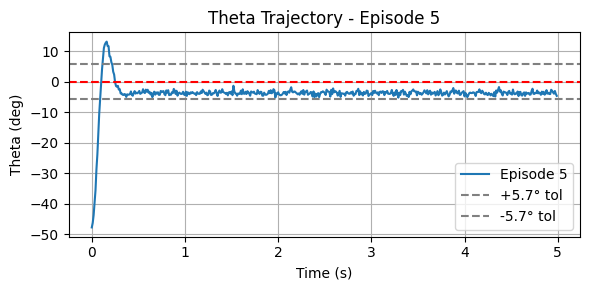 Theta Trajectory - Episode 5
Theta (deg)
10
0
−10
−20
−30
−40
−50
Episode 5
+5.7° tol
-5.7° tol
0
1
2
3
4
5
Time (s)